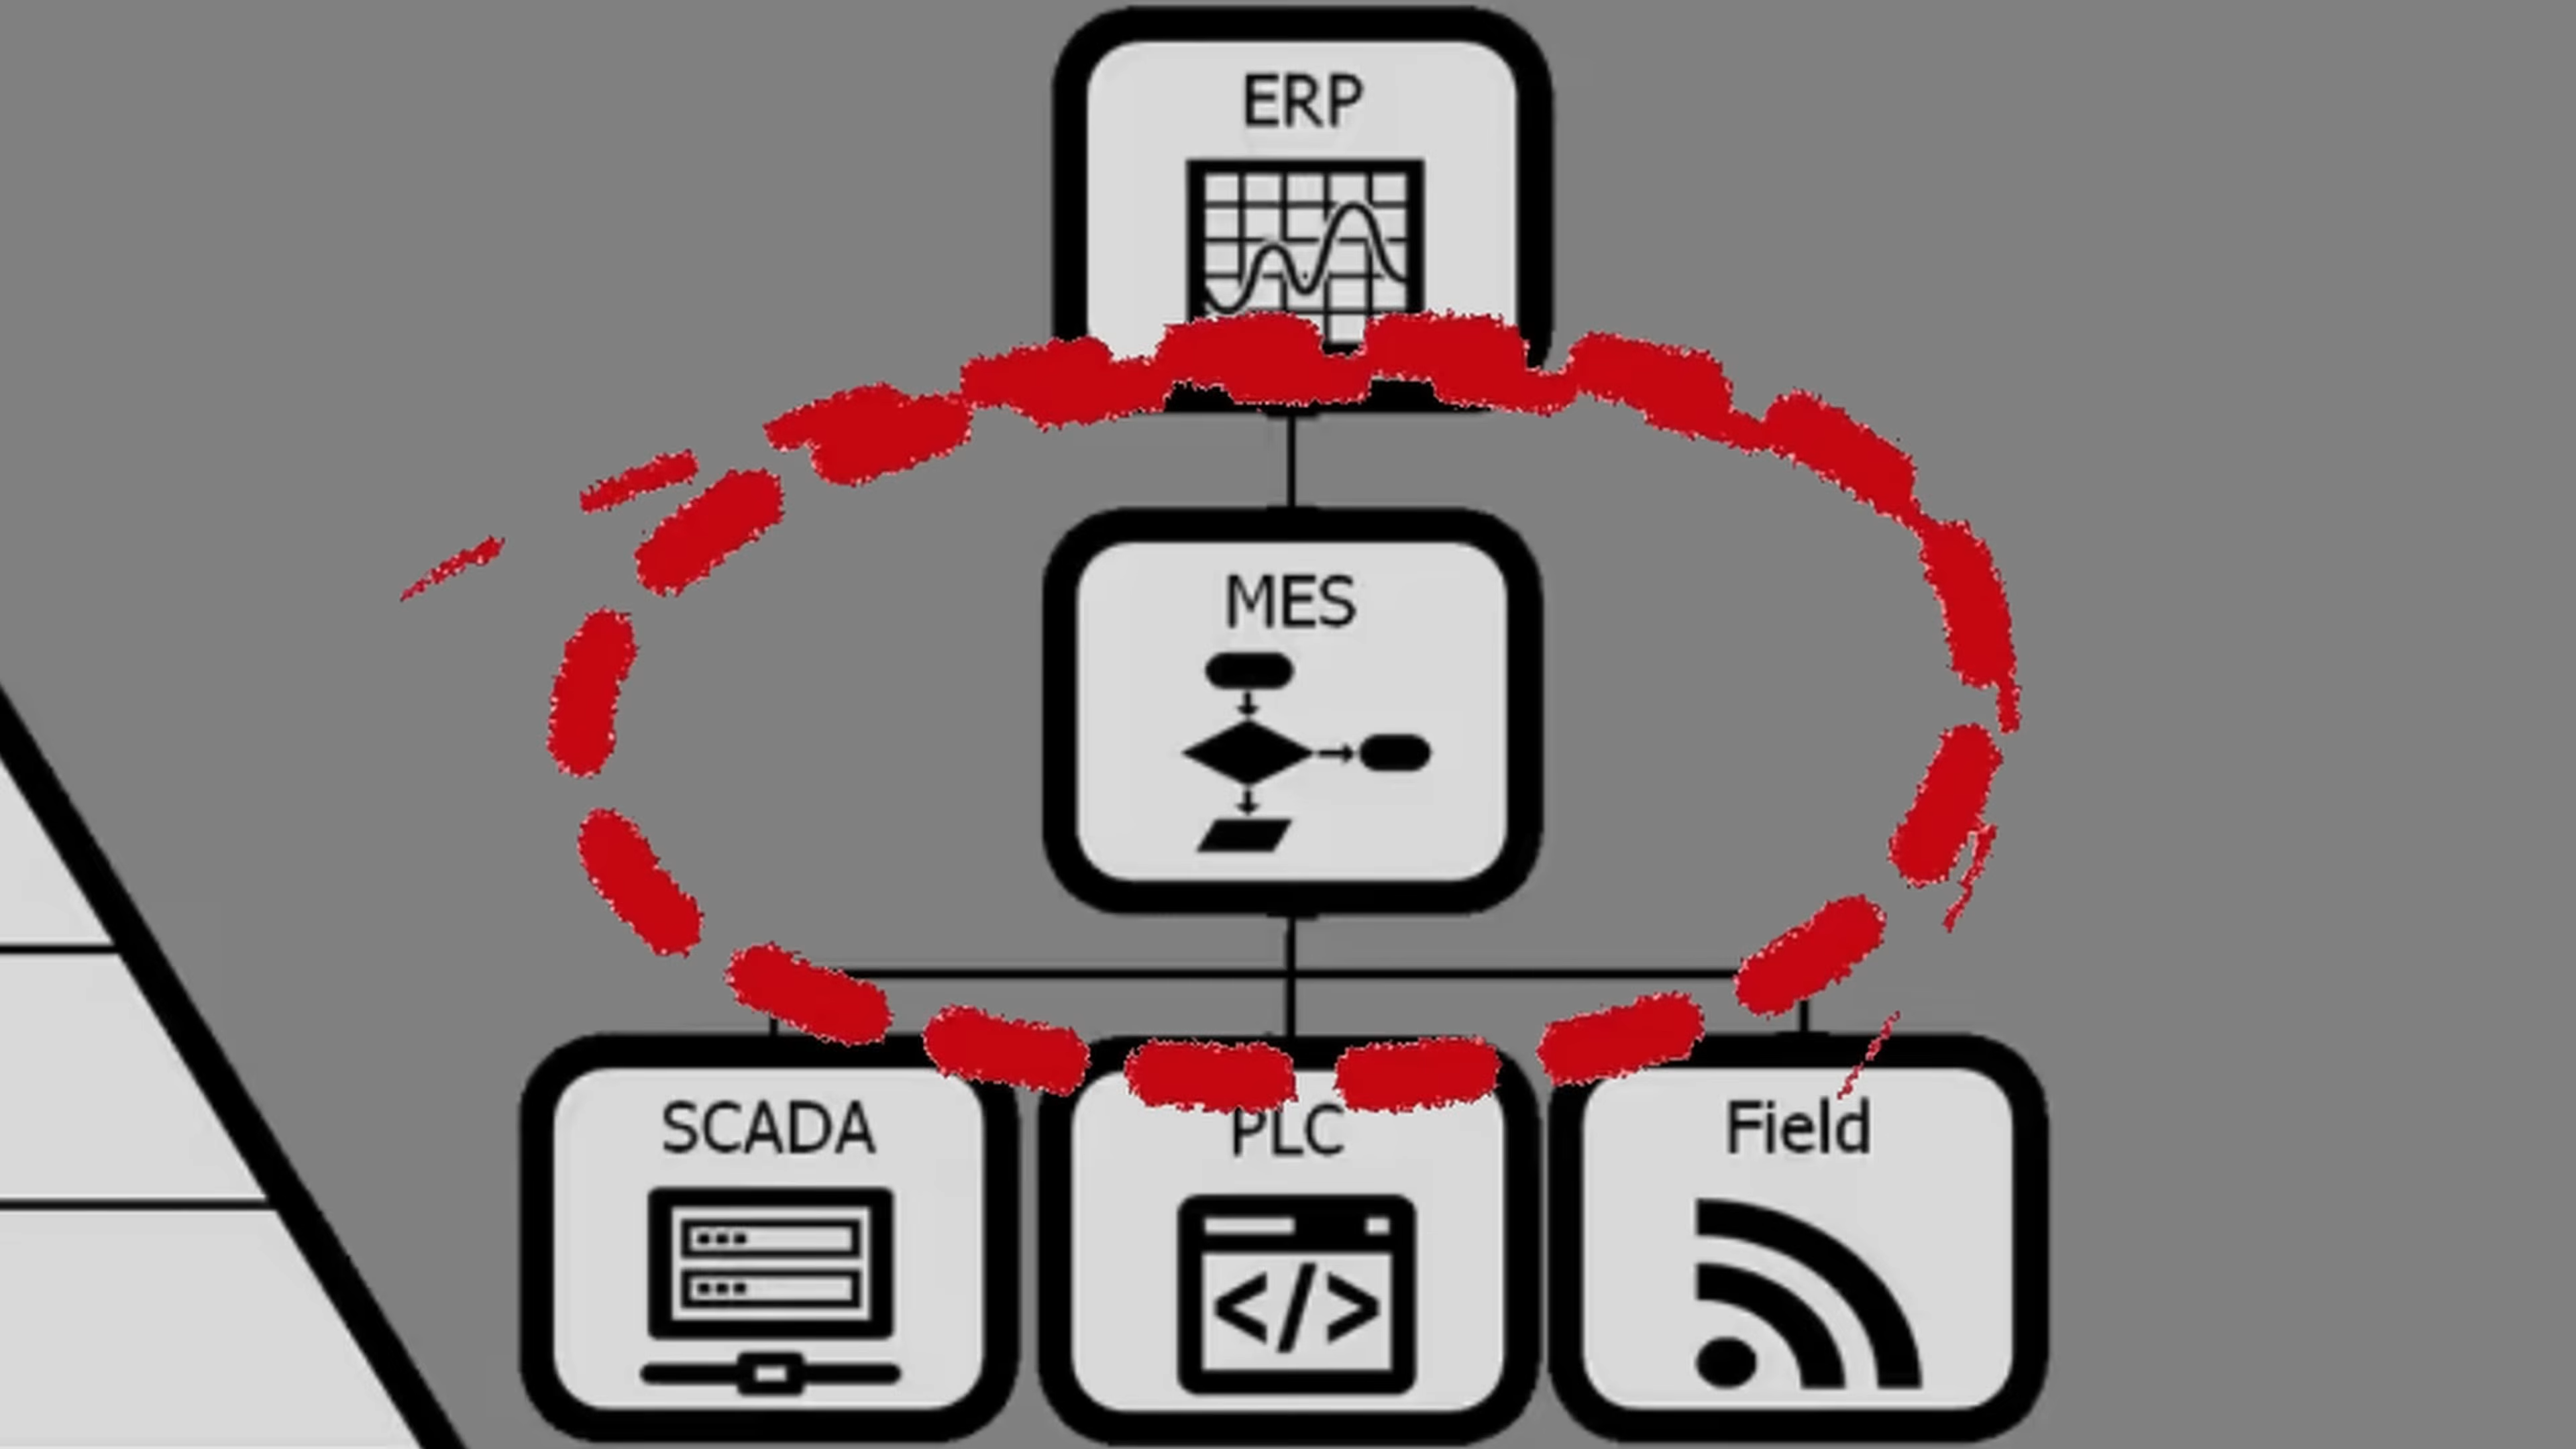 ERP
MES
SCADA
PLC
Field
</>